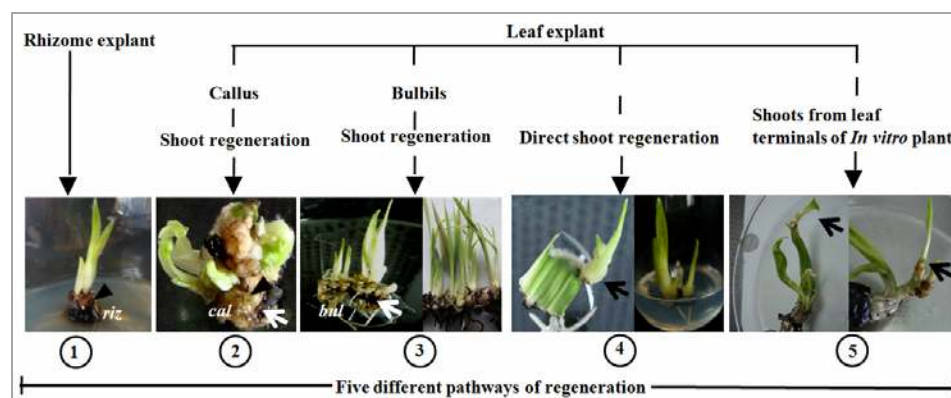 Rhizome explant
Leaf explant
Callus
Shoot regeneration
Bulbils
Shoot regeneration
Direct shoot regeneration
Shoots from leaf
terminals of In vitro plant
riz
cal
bul
1
2
3
4
5
Five different pathways of regeneration